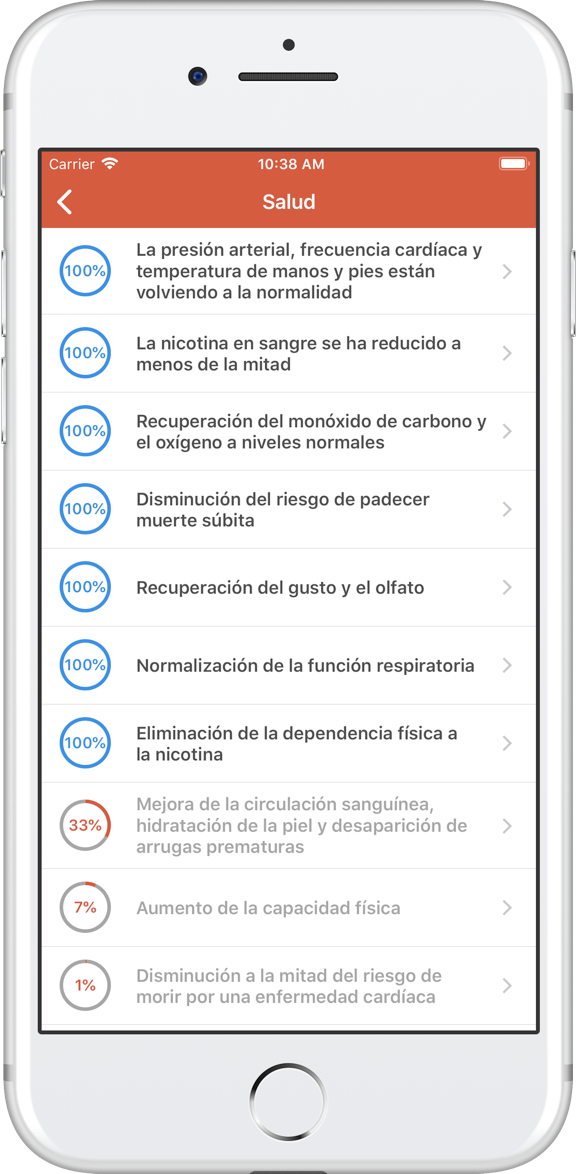 Carrier 10:38 AM
Salud
100%
La presión arterial, frecuencia cardíaca y
temperatura de manos y pies están
volviendo a la normalidad
100%
La nicotina en sangre se ha reducido a
menos de la mitad
100%
Recuperación del monóxido de carbono y
el oxígeno a niveles normales
100%
Disminución del riesgo de padecer
muerte súbita
100%
Recuperación del gusto y el olfato
100%
Normalización de la función respiratoria
100%
Eliminación de la dependencia física a
la nicotina
33%
Mejora de la circulación sanguínea,
hidratación de la piel y desaparición de
arrugas prematuras
7%
Aumento de la capacidad física
1%
Disminución a la mitad del riesgo de
morir por una enfermedad cardíaca